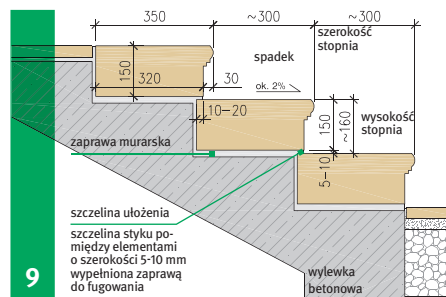 350
~300
~300
szerokość
stopnia
spadek
ok. 2%
150
320
30
10–20
150
~160
wysokość
stopnia
5–10
zaprawa murarska
szczelina ułożenia
szczelina styku po-
między elementami
o szerokości 5-10 mm
wypełniona zaprawą
do fugowania
wylewka
betonowa
9